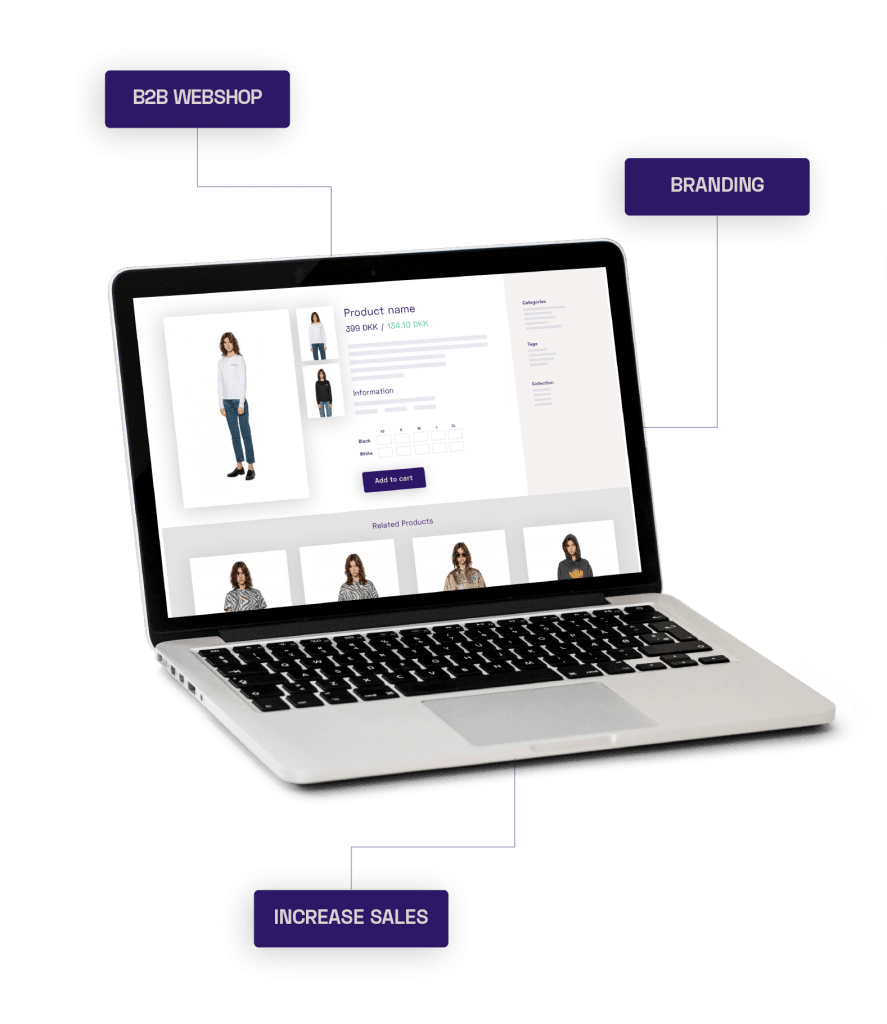 B2B WEBSHOP
BRANDING
Product name
399 DKK / 134.10 DKK
Information
XS S M L XL
Black
White
Add to cart
Related Products
Categories
Tags
Collection
INCREASE SALES